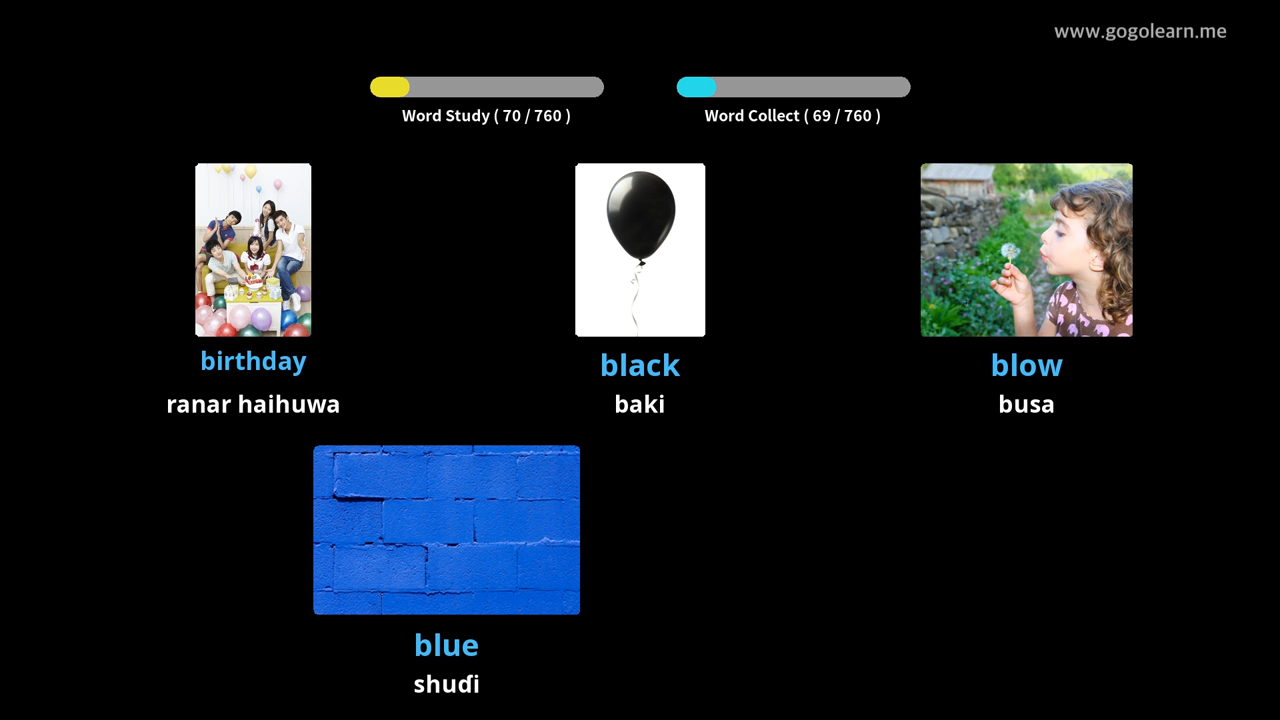 www.gogolearn.me
Word Study ( 70 / 760 )
Word Collect ( 69 / 760 )
birthday
ranar haihuwa
black
baki
blow
busa
blue
shuɗi